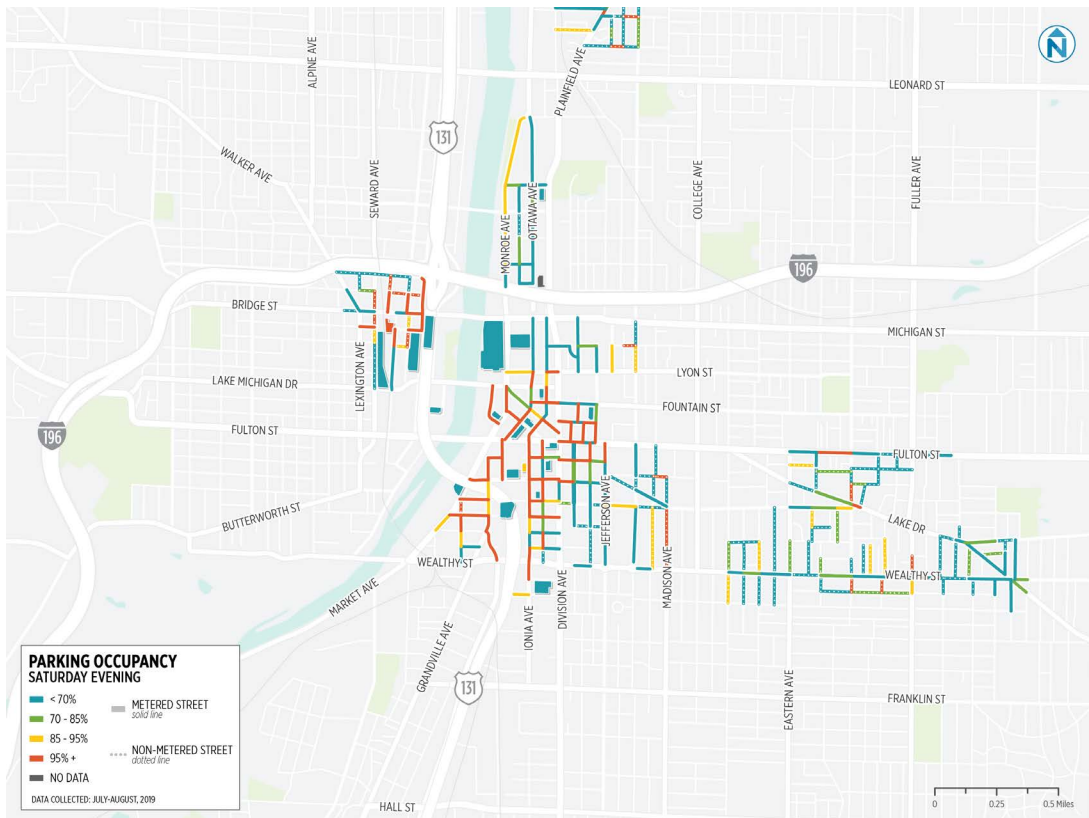 PLAINFIELD AVE
ALPINE AVE
N
LEONARD ST
131
WALKER AVE
SEWARD AVE
COLLEGE AVE
FULLER AVE
MONROE AVE
OTTAWA AVE
196
BRIDGE ST
MICHIGAN ST
LEXINGTON AVE
LAKE MICHIGAN DR
LYON ST
FOUNTAIN ST
FULTON ST
196
FULTON ST
JEFFERSON AVE
BUTTERWORTH ST
LAKE DR
WEALTHY ST
WEALTHY ST
MADISON AVE
MARKET AVE
DIVISION AVE
IONIA AVE
GRANDVILLE AVE
131
EASTERN AVE
FRANKLIN ST
HALL ST
PARKING OCCUPANCY
SATURDAY EVENING
< 70%
70 - 85%
85 - 95%
95% +
NO DATA
METERED STREET
solid line
NON-METERED STREET
dotted line
DATA COLLECTED: JULY-AUGUST, 2019
0 0.25 0.5 Miles